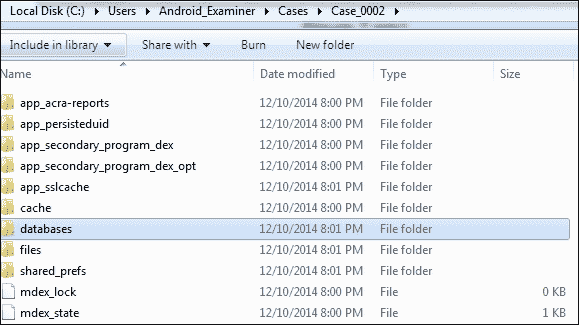 Local Disk (C:) ▸ Users ▸ Android_Examiner ▸ Cases ▸ Case_0002 ▸
Include in library ▾ Share with ▾ Burn New folder
Name Date modified Type Size
app_acra-reports 12/10/2014 8:00 PM File folder
app_persisteduid 12/10/2014 8:00 PM File folder
app_secondary_program_dex 12/10/2014 8:00 PM File folder
app_secondary_program_dex_opt 12/10/2014 8:00 PM File folder
app_sslcache 12/10/2014 8:01 PM File folder
cache 12/10/2014 8:00 PM File folder
databases 12/10/2014 8:01 PM File folder
files 12/10/2014 8:01 PM File folder
shared_prefs 12/10/2014 8:01 PM File folder
mdex_lock 12/10/2014 8:00 PM File 0 KB
mdex_state 12/10/2014 8:00 PM File 1 KB